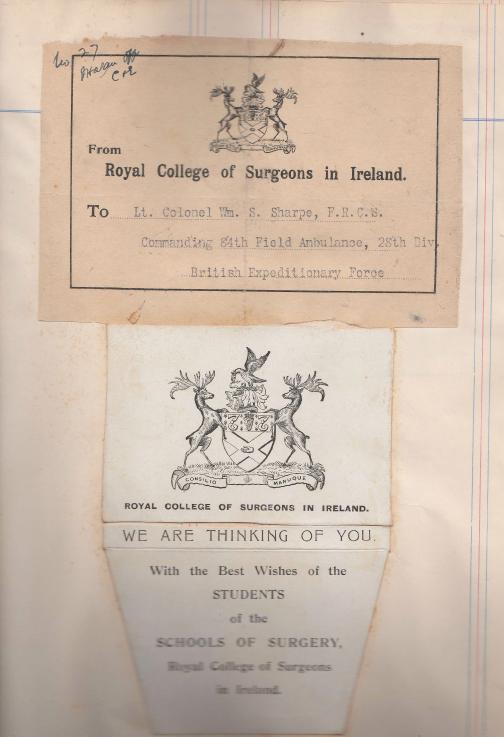 No 27
From
Royal College of Surgeons in Ireland.
To Lt. Colonel Wm. S. Sharpe, F.R.C.S.
Commanding 84th Field Ambulance, 28th Div.
British Expeditionary Force
CONSILIO MANUQUE
ROYAL COLLEGE OF SURGEONS IN IRELAND.
WE ARE THINKING OF YOU.
With the Best Wishes of the
STUDENTS
of the
SCHOOLS OF SURGERY,
Royal College of Surgeons
in Ireland.